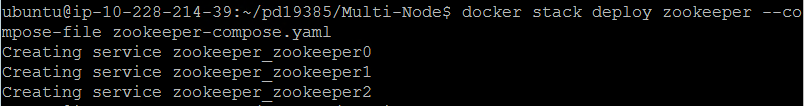 ubuntu@ip-10-228-214-39:~/pd19385/Multi-Node$ docker stack deploy zookeeper --co
mpose-file zookeeper-compose.yaml
Creating service zookeeper_zookeeper0
Creating service zookeeper_zookeeper1
Creating service zookeeper_zookeeper2